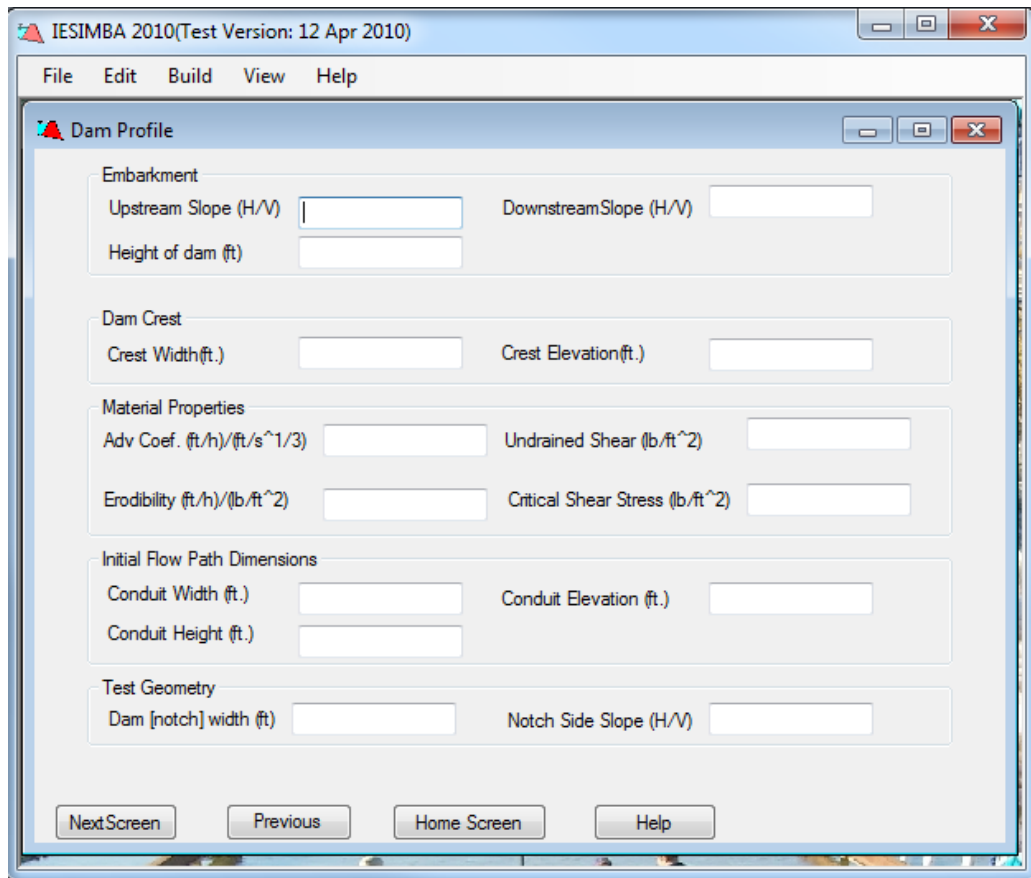 IESIMBA 2010(Test Version: 12 Apr 2010)
File Edit Build View Help
Dam Profile
Embarkment
Upstream Slope (H/V) DownstreamSlope (H/V)
Height of dam (ft)
Dam Crest
Crest Width(ft.) Crest Elevation(ft.)
Material Properties
Adv Coef. (ft/h)/(ft/s^1/3) Undrained Shear (lb/ft^2)
Erodibility (ft/h)/(lb/ft^2) Critical Shear Stress (lb/ft^2)
Initial Flow Path Dimensions
Conduit Width (ft.) Conduit Elevation (ft.)
Conduit Height (ft.)
Test Geometry
Dam [notch] width (ft) Notch Side Slope (H/V)
NextScreen Previous Home Screen Help